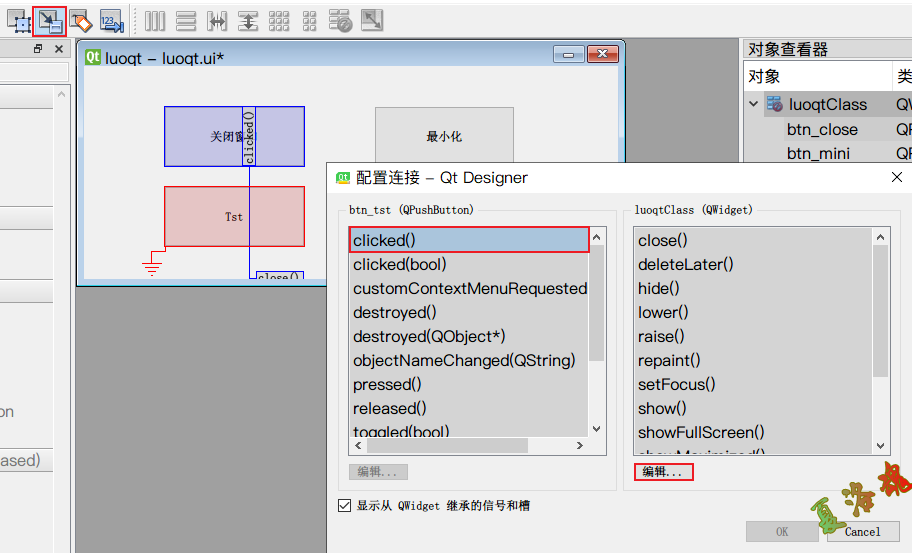 123
luoqt – luoqt.ui*
关闭窗
clicked()
最小化
Tst
close()
对象查看器
对象
类
luoqtClass
QW
btn_close
QP
btn_mini
QP
on
ased)
配置连接 – Qt Designer
btn_tst (QPushButton)
clicked()
clicked(bool)
customContextMenuRequested
destroyed()
destroyed(QObject*)
objectNameChanged(QString)
pressed()
released()
toggled(bool)
编辑...
luoqtClass (QWidget)
close()
deleteLater()
hide()
lower()
raise()
repaint()
setFocus()
show()
showFullScreen()
showMaximized()
编辑...
显示从 QWidget 继承的信号和槽
OK
Cancel